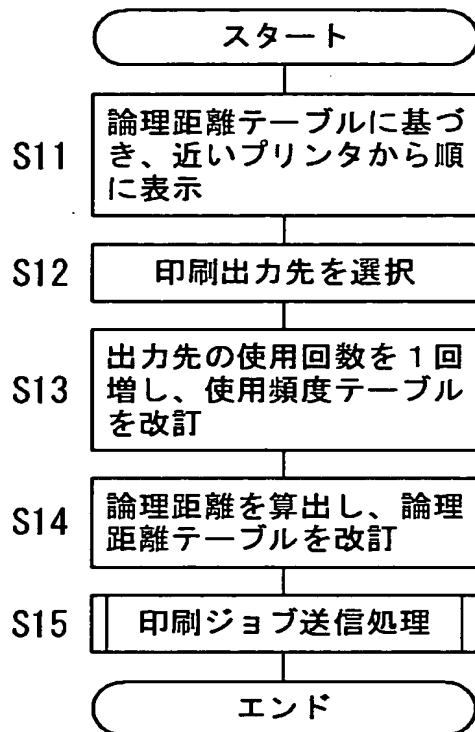 スタート
S11
論理距離テーブルに基づ
き、近いプリンタから順
に表示
S12
印刷出力先を選択
S13
出力先の使用回数を1回
増し、使用頻度テーブル
を改訂
S14
論理距離を算出し、論理
距離テーブルを改訂
S15
印刷ジョブ送信処理
エンド